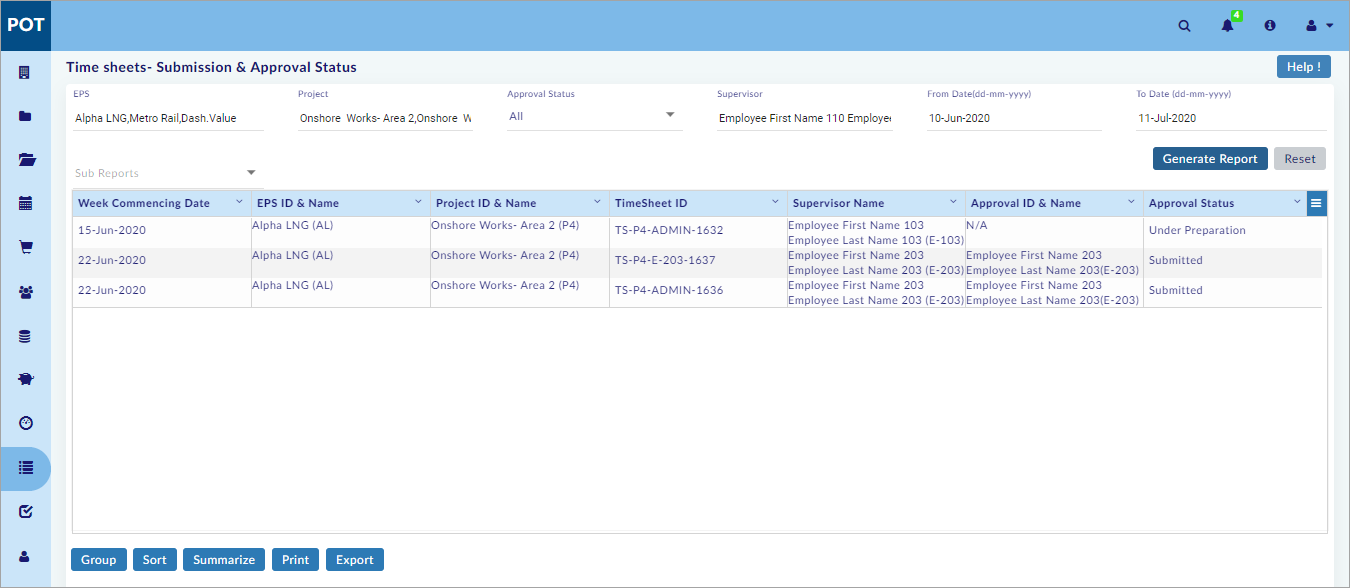 POT
4
Time sheets- Submission & Approval Status
Help !
EPS
Project
Approval Status
Supervisor
From Date(dd-mm-yyyy)
To Date (dd-mm-yyyy)
Alpha LNG,Metro Rail,Dash.Value
Onshore Works- Area 2,Onshore W
All
Employee First Name 110 Employee
10-Jun-2020
11-Jul-2020
Generate Report
Reset
Sub Reports
Week Commencing Date
EPS ID & Name
Project ID & Name
TimeSheet ID
Supervisor Name
Approval ID & Name
Approval Status
15-Jun-2020
Alpha LNG (AL)
Onshore Works- Area 2 (P4)
TS-P4-ADMIN-1632
Employee First Name 103
Employee Last Name 103 (E-103)
N/A
Under Preparation
22-Jun-2020
Alpha LNG (AL)
Onshore Works- Area 2 (P4)
TS-P4-E-203-1637
Employee First Name 203
Employee Last Name 203 (E-203)
Employee First Name 203
Employee Last Name 203(E-203)
Submitted
22-Jun-2020
Alpha LNG (AL)
Onshore Works- Area 2 (P4)
TS-P4-ADMIN-1636
Employee First Name 203
Employee Last Name 203 (E-203)
Employee First Name 203
Employee Last Name 203(E-203)
Submitted
Group
Sort
Summarize
Print
Export